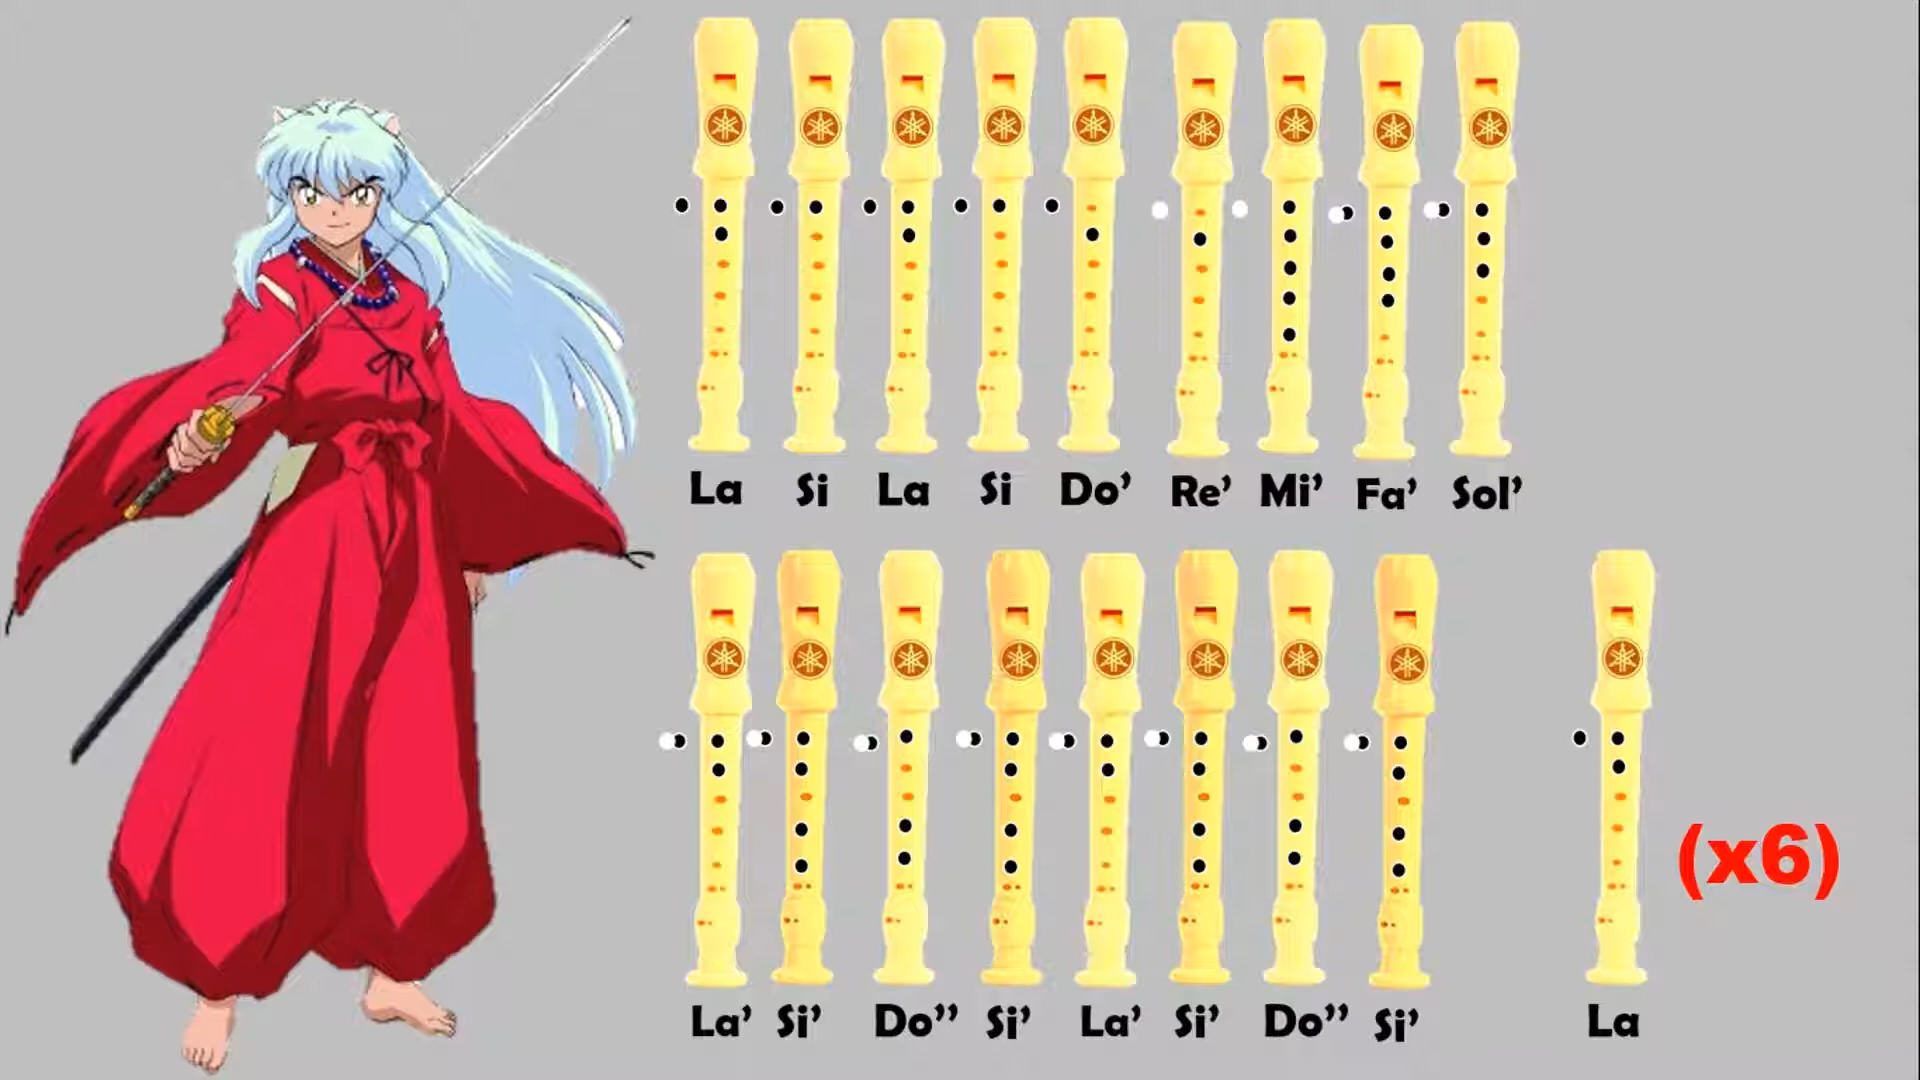 La Si La Si Do’ Re’ Mi’ Fa’ Sol’
La’ Si’ Do’’ Si’ La’ Si’ Do’’ Si’ La (x6)